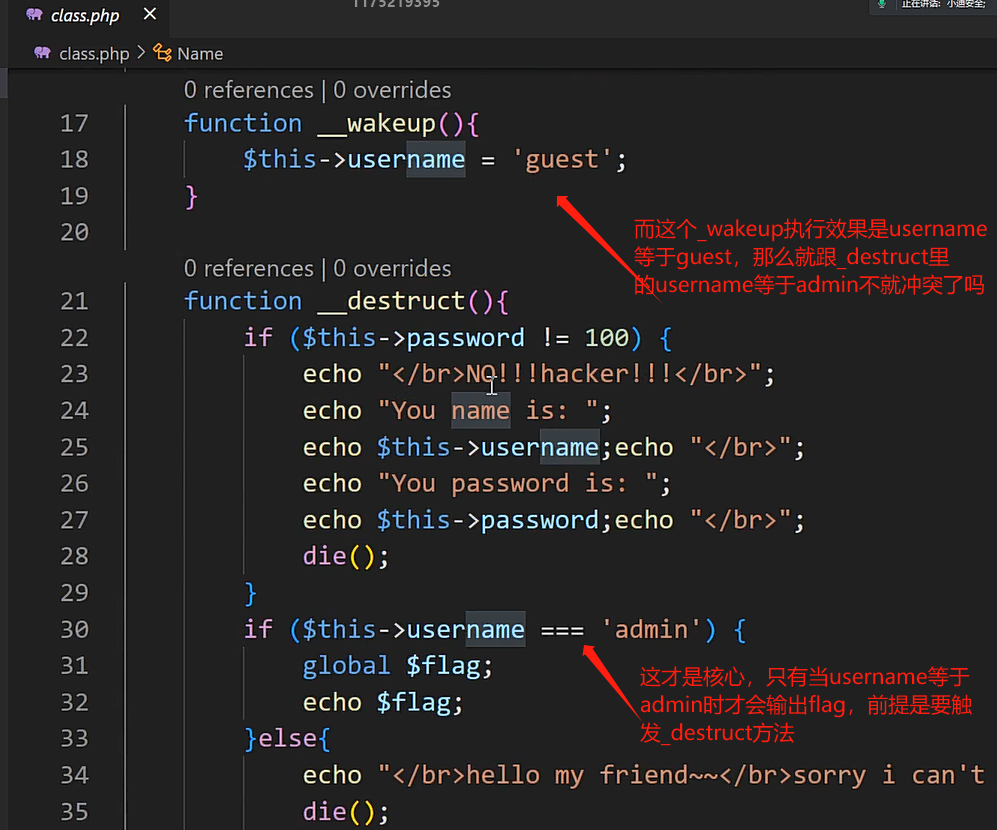 class.php
1175219395
正在讲话: 小迪安全;
class.php > Name
0 references | 0 overrides
17 function __wakeup(){
18 $this->username = 'guest';
19 }
20
而这个_wakeup执行效果是username
等于guest，那么就跟_destruct里
的username等于admin不就冲突了吗
0 references | 0 overrides
21 function __destruct(){
22 if ($this->password != 100) {
23 echo "</br>NO!!!hacker!!!</br>";
24 echo "You name is: ";
25 echo $this->username;echo "</br>";
26 echo "You password is: ";
27 echo $this->password;echo "</br>";
28 die();
29 }
30 if ($this->username === 'admin') {
31 global $flag;
32 echo $flag;
这才是核心，只有当username等于
admin时才会输出flag，前提是要触
发_destruct方法
33 }else{
34 echo "</br>hello my friend~~</br>sorry i can't
35 die();